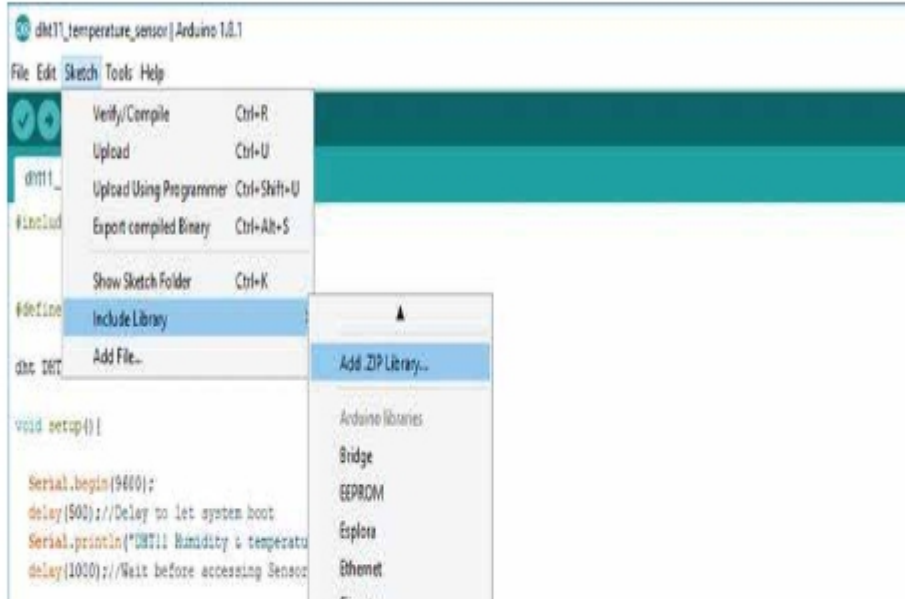 dht11_temperature_sensor | Arduino 1.8.1
File Edit Sketch Tools Help
Verify/Compile Ctrl+R
Upload Ctrl+U
Upload Using Programmer Ctrl+Shift+U
Export compiled Binary Ctrl+Alt+S
Show Sketch Folder Ctrl+K
Include Library
Add File...
Add .ZIP Library...
Arduino libraries
Bridge
EEPROM
Esplora
Ethernet
dht11_
#includ
#define
dht DHT
void setup(){
Serial.begin(9600);
delay(500);//Delay to let system boot
Serial.println("DHT11 Humidity & temperatu
delay(1000);//Wait before accessing Sensor